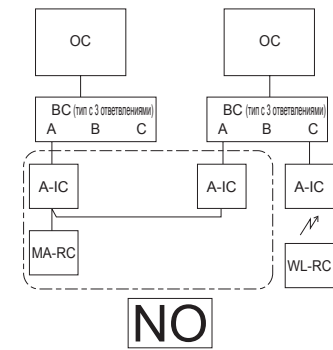 OC OC
BC (тип с 3 ответвлениями) BC (тип с 3 ответвлениями)
A B C A B C
A-IC A-IC A-IC
MA-RC WL-RC
NO